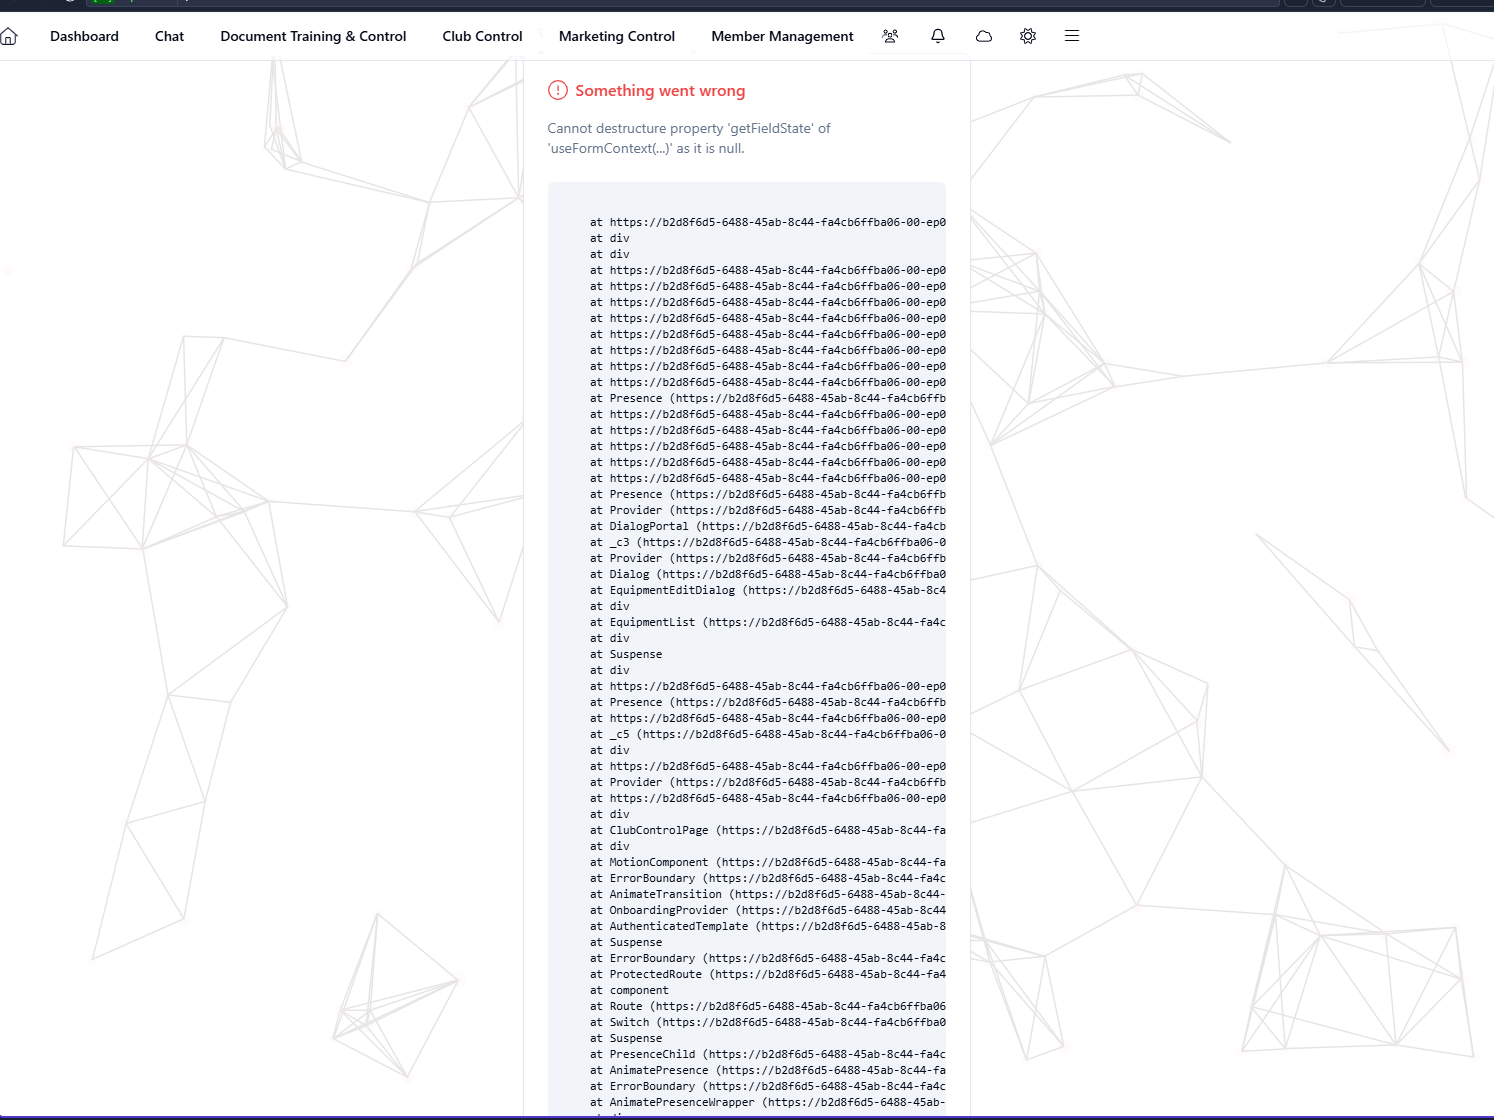 Dashboard Chat Document Training & Control Club Control Marketing Control Member Management
Something went wrong
Cannot destructure property 'getFieldState' of
'useFormContext(...)' as it is null.
at https://b2d8f6d5-6488-45ab-8c44-fa4cb6ffba06-00-ep0
at div
at div
at https://b2d8f6d5-6488-45ab-8c44-fa4cb6ffba06-00-ep0
at https://b2d8f6d5-6488-45ab-8c44-fa4cb6ffba06-00-ep0
at https://b2d8f6d5-6488-45ab-8c44-fa4cb6ffba06-00-ep0
at https://b2d8f6d5-6488-45ab-8c44-fa4cb6ffba06-00-ep0
at https://b2d8f6d5-6488-45ab-8c44-fa4cb6ffba06-00-ep0
at https://b2d8f6d5-6488-45ab-8c44-fa4cb6ffba06-00-ep0
at https://b2d8f6d5-6488-45ab-8c44-fa4cb6ffba06-00-ep0
at https://b2d8f6d5-6488-45ab-8c44-fa4cb6ffba06-00-ep0
at Presence (https://b2d8f6d5-6488-45ab-8c44-fa4cb6ffb
at https://b2d8f6d5-6488-45ab-8c44-fa4cb6ffba06-00-ep0
at https://b2d8f6d5-6488-45ab-8c44-fa4cb6ffba06-00-ep0
at https://b2d8f6d5-6488-45ab-8c44-fa4cb6ffba06-00-ep0
at https://b2d8f6d5-6488-45ab-8c44-fa4cb6ffba06-00-ep0
at https://b2d8f6d5-6488-45ab-8c44-fa4cb6ffba06-00-ep0
at Presence (https://b2d8f6d5-6488-45ab-8c44-fa4cb6ffb
at Provider (https://b2d8f6d5-6488-45ab-8c44-fa4cb6ffb
at DialogPortal (https://b2d8f6d5-6488-45ab-8c44-fa4cb
at _c3 (https://b2d8f6d5-6488-45ab-8c44-fa4cb6ffba06-0
at Provider (https://b2d8f6d5-6488-45ab-8c44-fa4cb6ffb
at Dialog (https://b2d8f6d5-6488-45ab-8c44-fa4cb6ffba0
at EquipmentEditDialog (https://b2d8f6d5-6488-45ab-8c4
at div
at EquipmentList (https://b2d8f6d5-6488-45ab-8c44-fa4c
at div
at Suspense
at div
at https://b2d8f6d5-6488-45ab-8c44-fa4cb6ffba06-00-ep0
at Presence (https://b2d8f6d5-6488-45ab-8c44-fa4cb6ffb
at https://b2d8f6d5-6488-45ab-8c44-fa4cb6ffba06-00-ep0
at _c5 (https://b2d8f6d5-6488-45ab-8c44-fa4cb6ffba06-0
at div
at https://b2d8f6d5-6488-45ab-8c44-fa4cb6ffba06-00-ep0
at Provider (https://b2d8f6d5-6488-45ab-8c44-fa4cb6ffb
at https://b2d8f6d5-6488-45ab-8c44-fa4cb6ffba06-00-ep0
at div
at ClubControlPage (https://b2d8f6d5-6488-45ab-8c44-fa
at div
at MotionComponent (https://b2d8f6d5-6488-45ab-8c44-fa
at ErrorBoundary (https://b2d8f6d5-6488-45ab-8c44-fa4c
at AnimateTransition (https://b2d8f6d5-6488-45ab-8c44-
at OnboardingProvider (https://b2d8f6d5-6488-45ab-8c44
at AuthenticatedTemplate (https://b2d8f6d5-6488-45ab-8
at Suspense
at ErrorBoundary (https://b2d8f6d5-6488-45ab-8c44-fa4c
at ProtectedRoute (https://b2d8f6d5-6488-45ab-8c44-fa4
at component
at Route (https://b2d8f6d5-6488-45ab-8c44-fa4cb6ffba06
at Switch (https://b2d8f6d5-6488-45ab-8c44-fa4cb6ffba0
at Suspense
at PresenceChild (https://b2d8f6d5-6488-45ab-8c44-fa4c
at AnimatePresence (https://b2d8f6d5-6488-45ab-8c44-fa
at ErrorBoundary (https://b2d8f6d5-6488-45ab-8c44-fa4c
at AnimatePresenceWrapper (https://b2d8f6d5-6488-45ab-